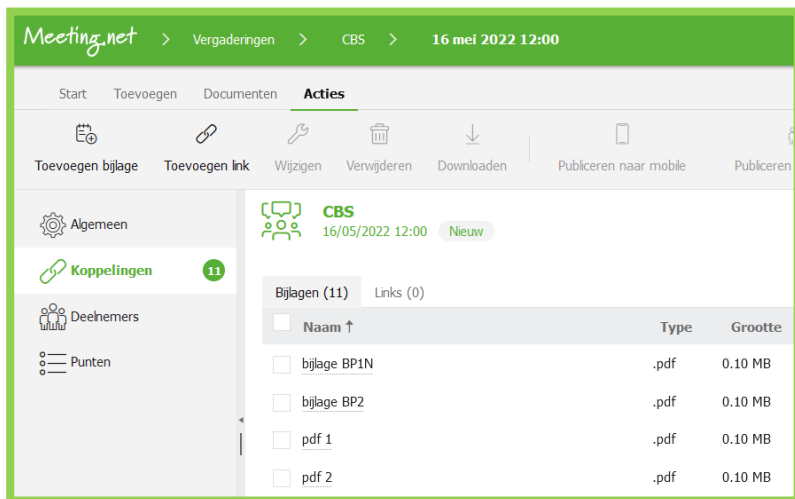 Meeting.net > Vergaderingen > CBS > 16 mei 2022 12:00
Start Toevoegen Documenten Acties
Toevoegen bijlage Toevoegen link Wijzigen Verwijderen Downloaden Publiceren naar mobile Publiceren
Algemeen
CBS
16/05/2022 12:00 Nieuw
Koppelingen 11
Bijlagen (11) Links (0)
Deelnemers
Naam ↑ Type Grootte
Punten
bijlage BP1N .pdf 0.10 MB
bijlage BP2 .pdf 0.10 MB
pdf 1 .pdf 0.10 MB
pdf 2 .pdf 0.10 MB